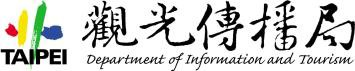 TAIPEI
觀光傳播局
Department of Information and Tourism